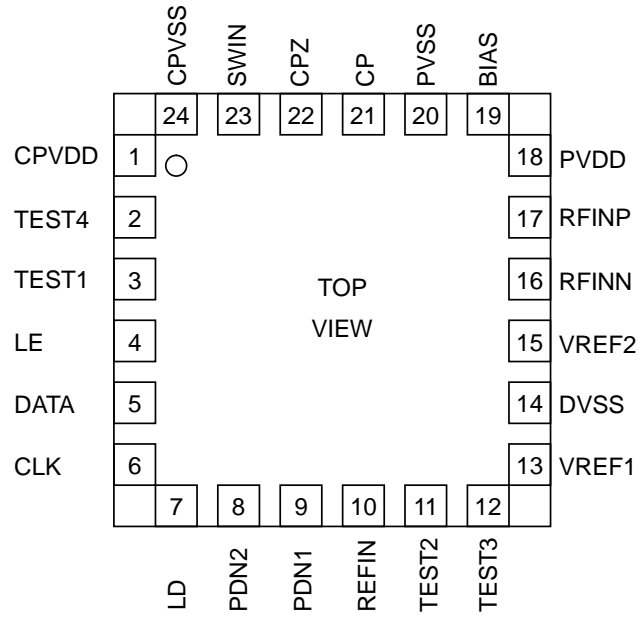 CPVSS
SWIN
CPZ
CP
PVSS
BIAS
24 23 22 21 20 19
CPVDD 1 18 PVDD
TEST4 2 17 RFINP
TEST1 3 16 RFINN
TOP
VIEW
LE 4 15 VREF2
DATA 5 14 DVSS
CLK 6 13 VREF1
7 8 9 10 11 12
LD
PDN2
PDN1
REFIN
TEST2
TEST3